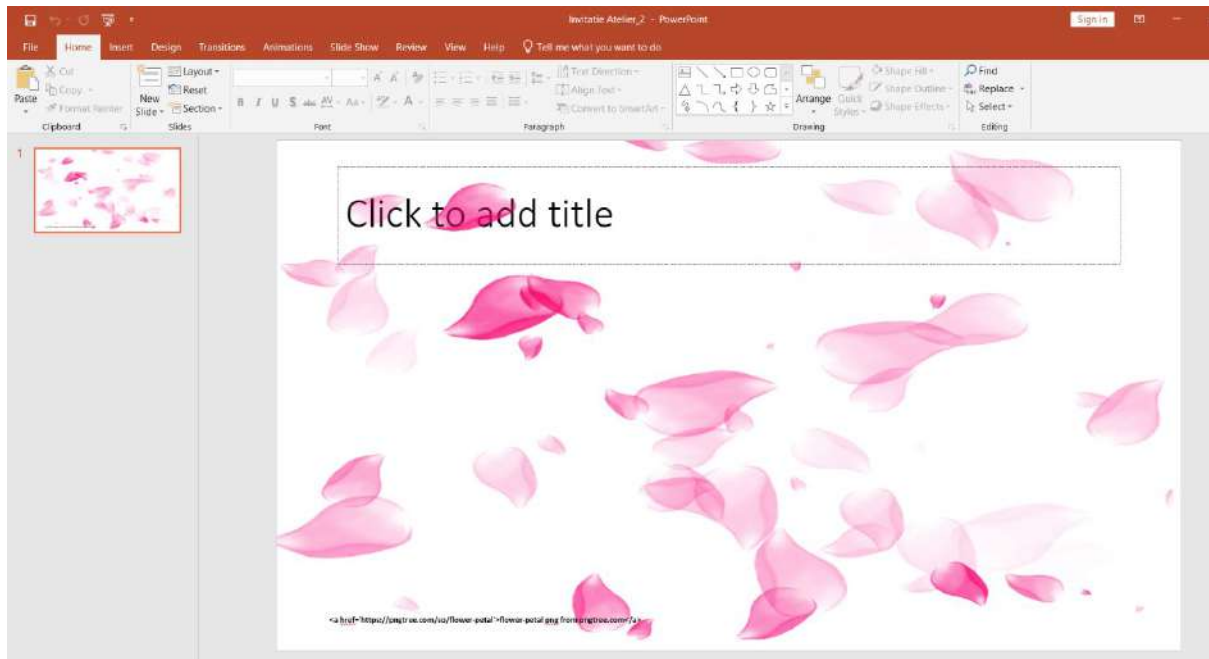 Invitatie Atelier_2 - PowerPoint
Sign in
File Home Insert Design Transitions Animations Slide Show Review View Help Tell me what you want to do
Cut
Copy
Format Painter
Paste
Clipboard
New Slide
Layout
Reset
Section
Slides
B I U S abc AV Aa A
Font
Text Direction
Align Text
Convert to SmartArt
Paragraph
Arrange
Quick Styles
Shape Fill
Shape Outline
Shape Effects
Drawing
Find
Replace
Select
Editing
1
Click to add title
<a href='https://pngtree.com/so/flower-petal'>flower-petal png from pngtree.com</a>